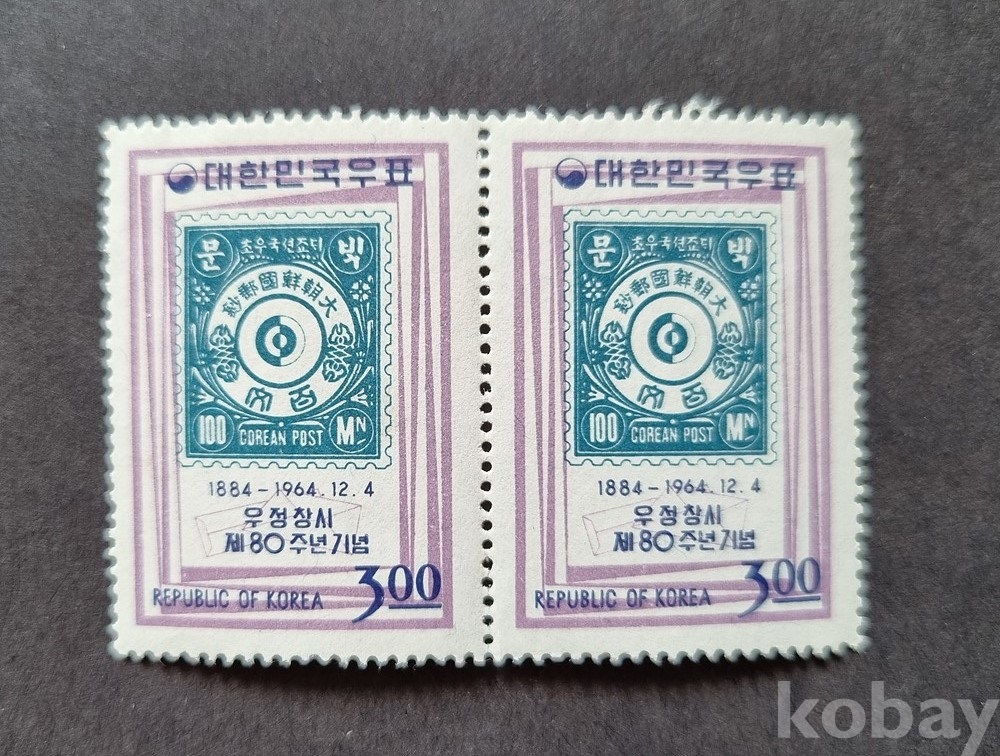 대한민국우표
문 초우국션죠디 빅
鈔郵國鮮朝大
文百
100 COREAN POST MN
1884-1964.12.4
우정창시
제80주년기념
REPUBLIC OF KOREA 3.00
대한민국우표
문 초우국션죠디 빅
鈔郵國鮮朝大
文百
100 COREAN POST MN
1884-1964.12.4
우정창시
제80주년기념
REPUBLIC OF KOREA 3.00
kobay